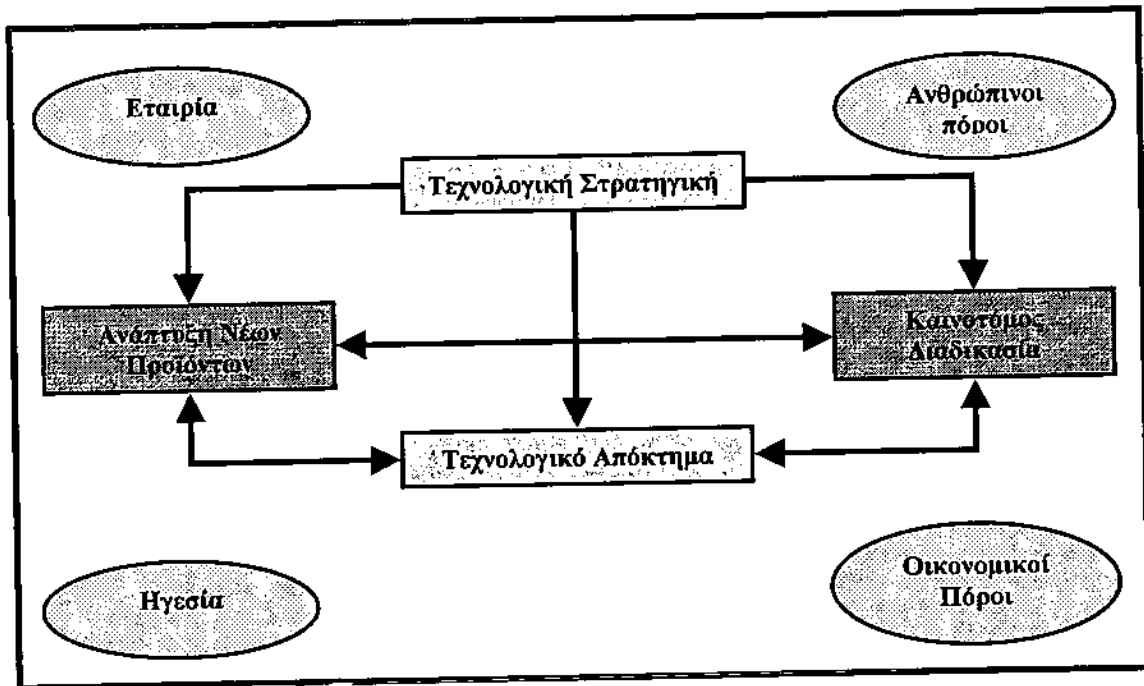 Εταιρία
Ανθρώπινοι
πόροι
Τεχνολογική Στρατηγική
Ανάπτυξη Νέων
Προϊόντων
Καινοτόμος
Διαδικασία
Τεχνολογικό Απόκτημα
Ηγεσία
Οικονομικοί
Πόροι